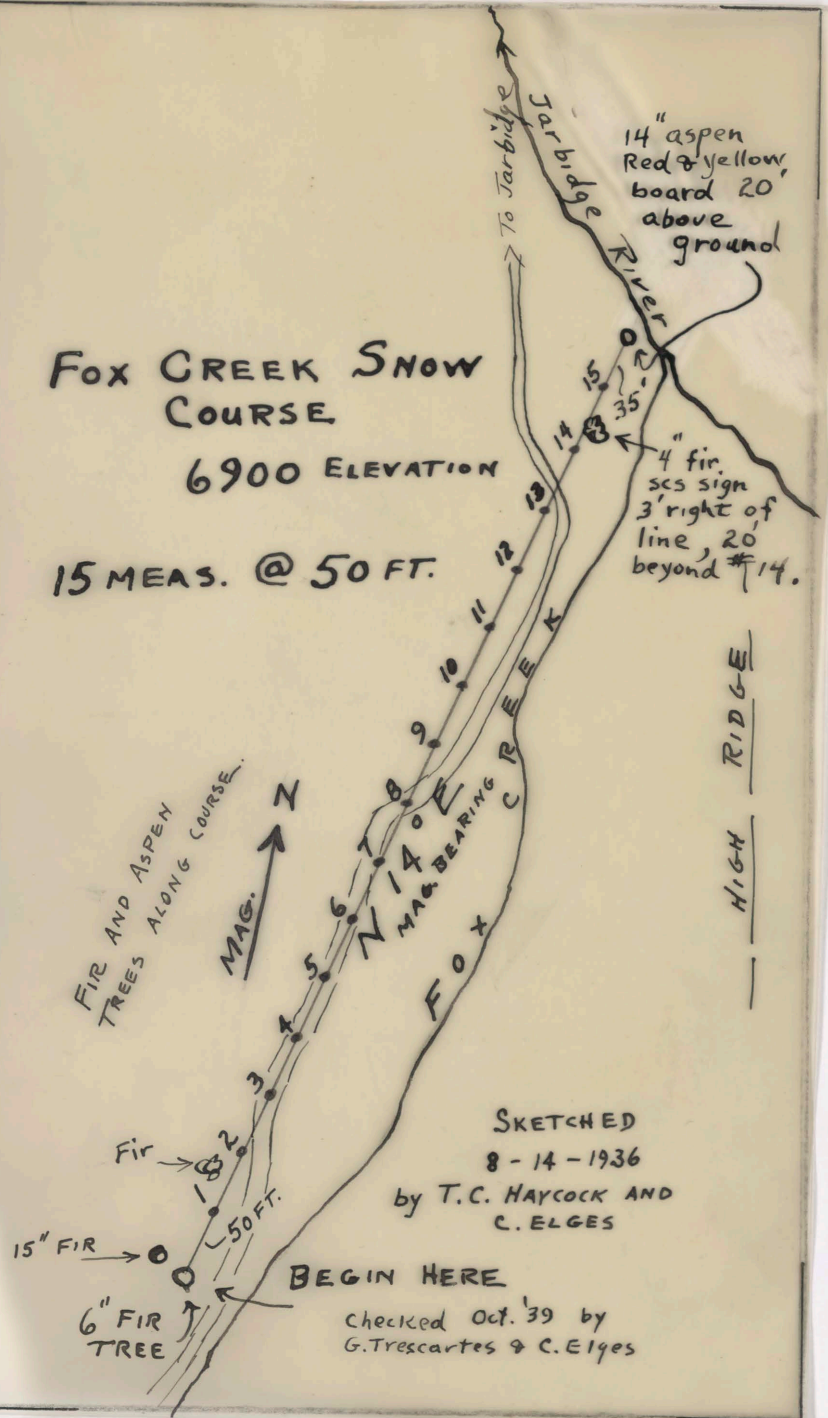 To Jarbidge
Jarbidge River
14" aspen
Red & yellow
board 20'
above
ground
Fox CREEK SNOW
COURSE
6900 ELEVATION
15 MEAS. @ 50 FT.
15
35'
14
4" fir
scs sign
3' right of
line, 20'
beyond #14.
13
12
11
10
9
8
7
6
5
4
3
2
1
FOX CREEK
HIGH RIDGE
N 14° E
MAG. BEARING
MAG. N
FIR AND ASPEN
TREES ALONG COURSE.
Fir
50 FT.
15" FIR
6" FIR
TREE
BEGIN HERE
SKETCHED
8-14-1936
by T.C. HAYCOCK AND
C. ELGES
checked Oct. '39 by
G. Trescartes & C. Elges